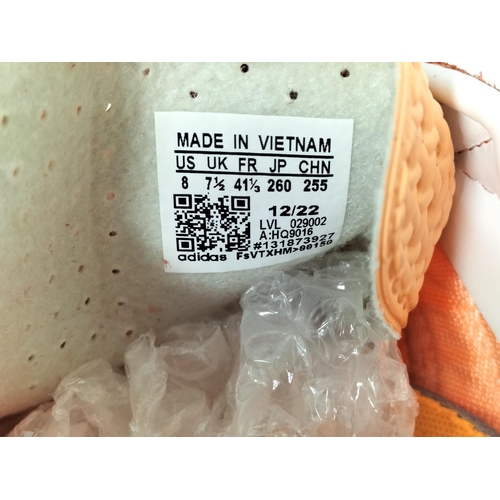 MADE IN VIETNAM
US UK FR JP CHN
8 7½ 41⅓ 260 255
12/22
LVL 029002
A:HQ9016
#131873927
adidas FsVTXHM>60150